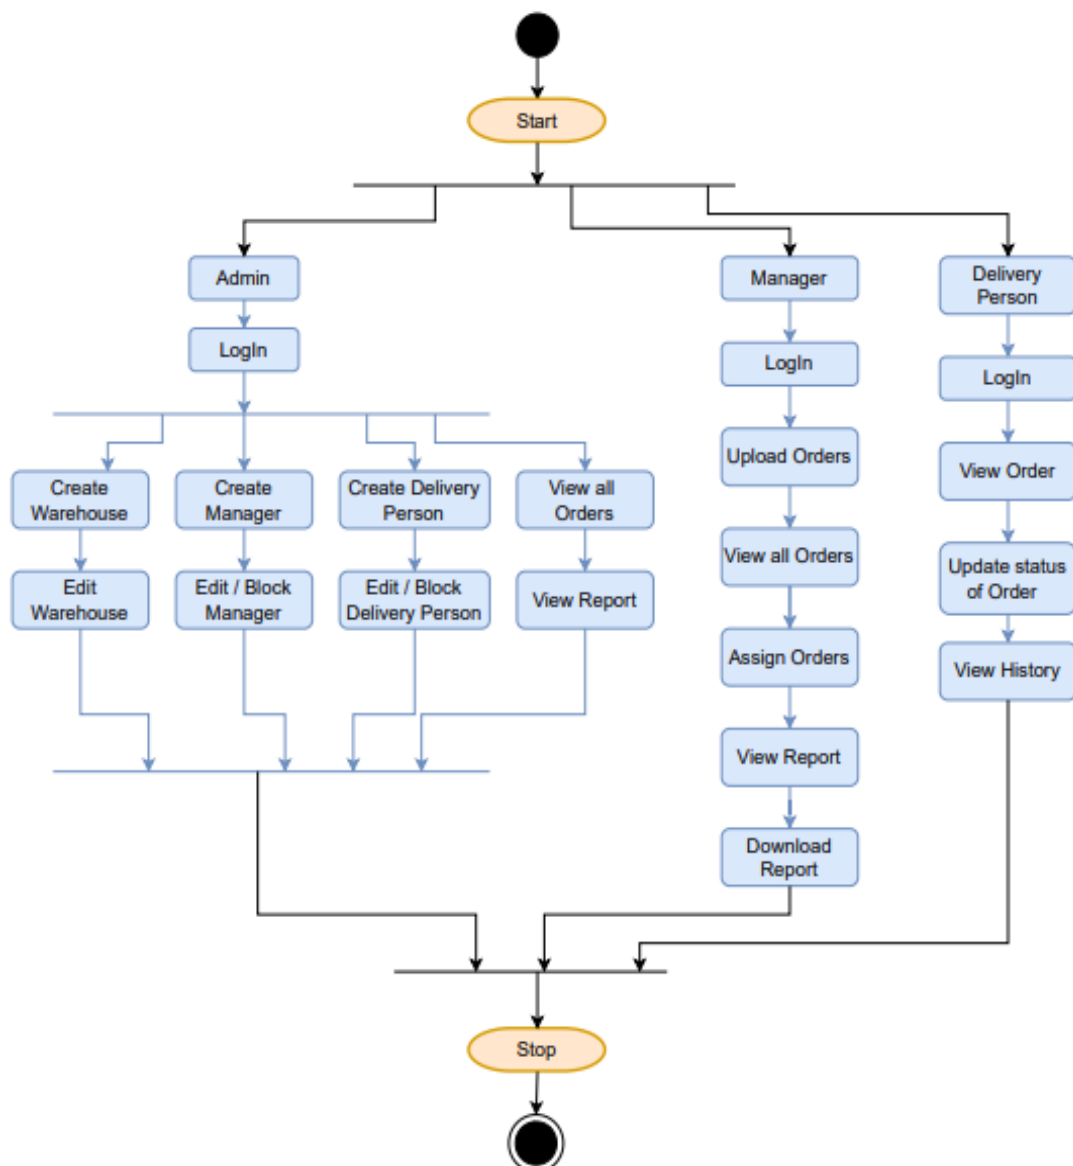 Start
Admin
Manager
Delivery
Person
LogIn
LogIn
LogIn
Create
Warehouse
Create
Manager
Create Delivery
Person
View all
Orders
Upload Orders
View Order
Edit
Warehouse
Edit / Block
Manager
Edit / Block
Delivery Person
View Report
View all Orders
Update status
of Order
Assign Orders
View History
View Report
Download
Report
Stop